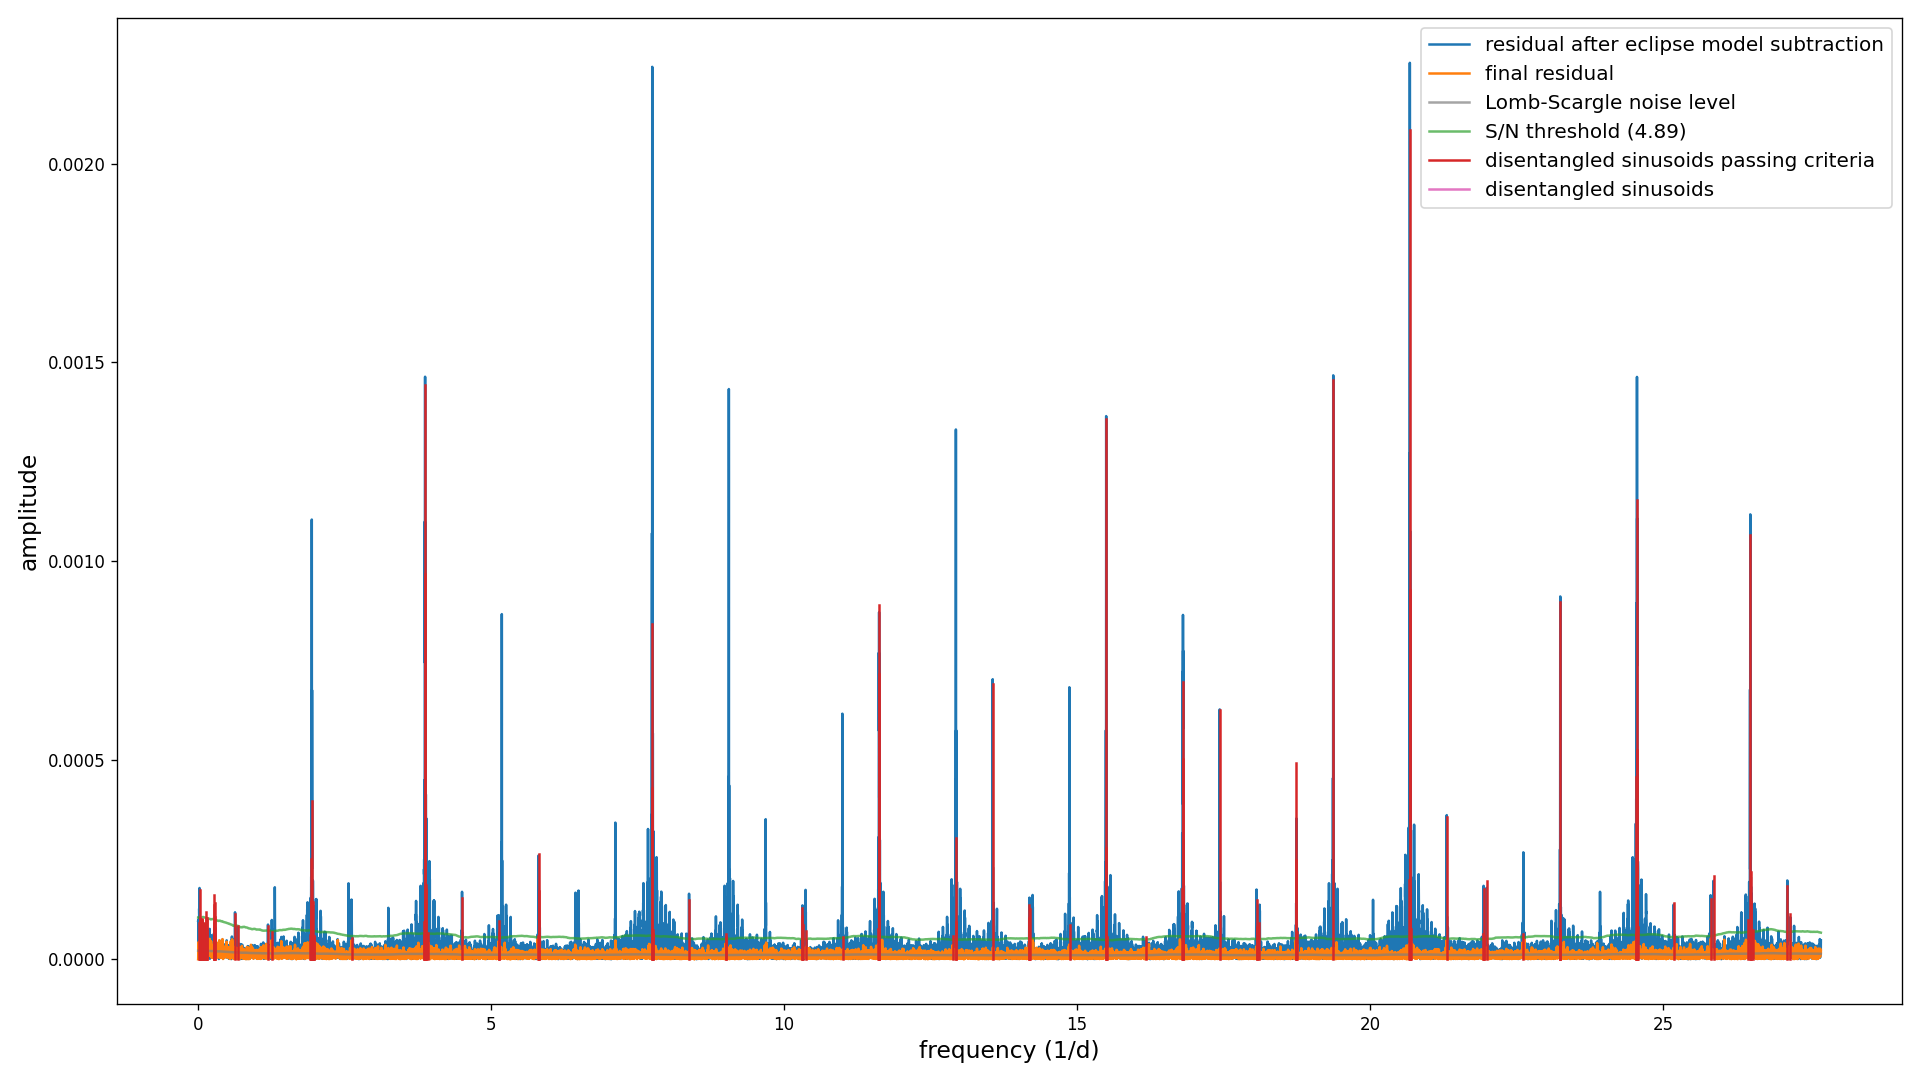 residual after eclipse model subtraction
final residual
Lomb-Scargle noise level
S/N threshold (4.89)
disentangled sinusoids passing criteria
disentangled sinusoids
amplitude
0.0020
0.0015
0.0010
0.0005
0.0000
0 5 10 15 20 25
frequency (1/d)